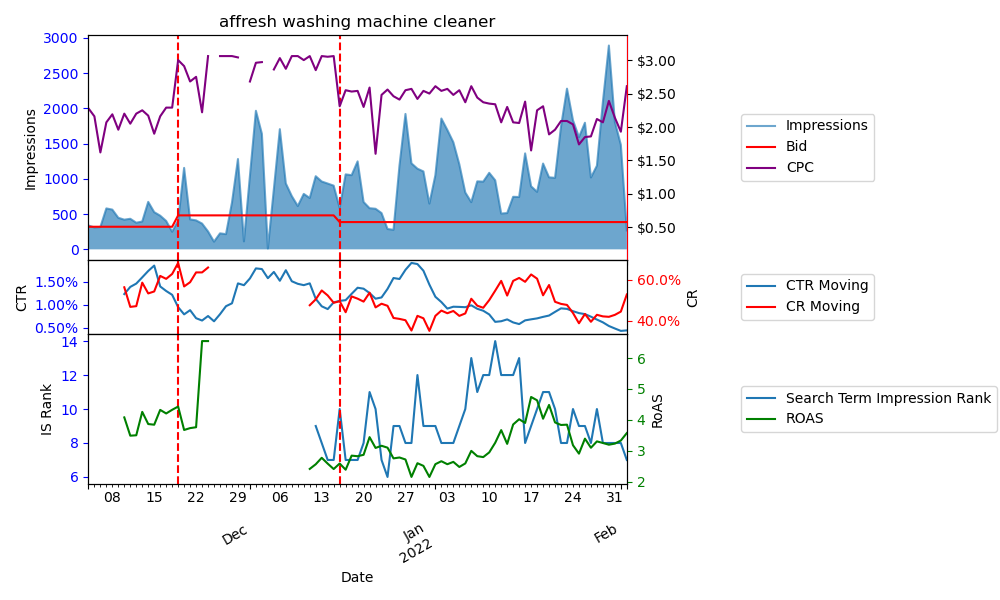 affresh washing machine cleaner
3000
2500
2000
1500
1000
500
0
Impressions
$3.00
$2.50
$2.00
$1.50
$1.00
$0.50
Impressions
Bid
CPC
1.50%
1.00%
0.50%
CTR
60.0%
40.0%
CR
CTR Moving
CR Moving
14
12
10
8
6
IS Rank
6
5
4
3
2
RoAS
Search Term Impression Rank
ROAS
08 15 22 29 06 13 20 27 03 10 17 24 31
Dec Jan Feb
2022
Date